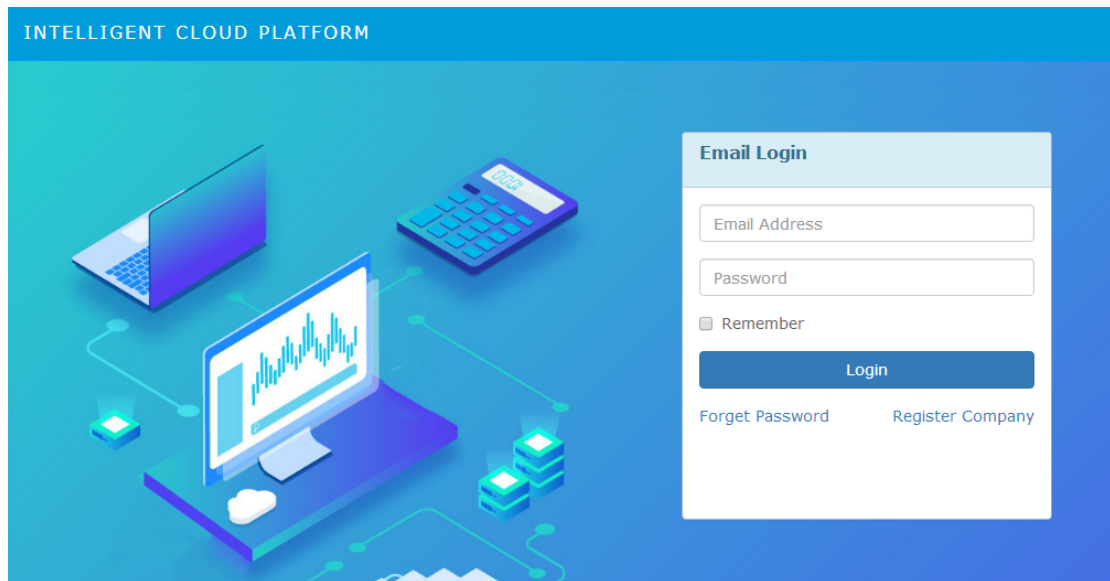 INTELLIGENT CLOUD PLATFORM
Email Login
Email Address
Password
Remember
Login
Forget Password Register Company